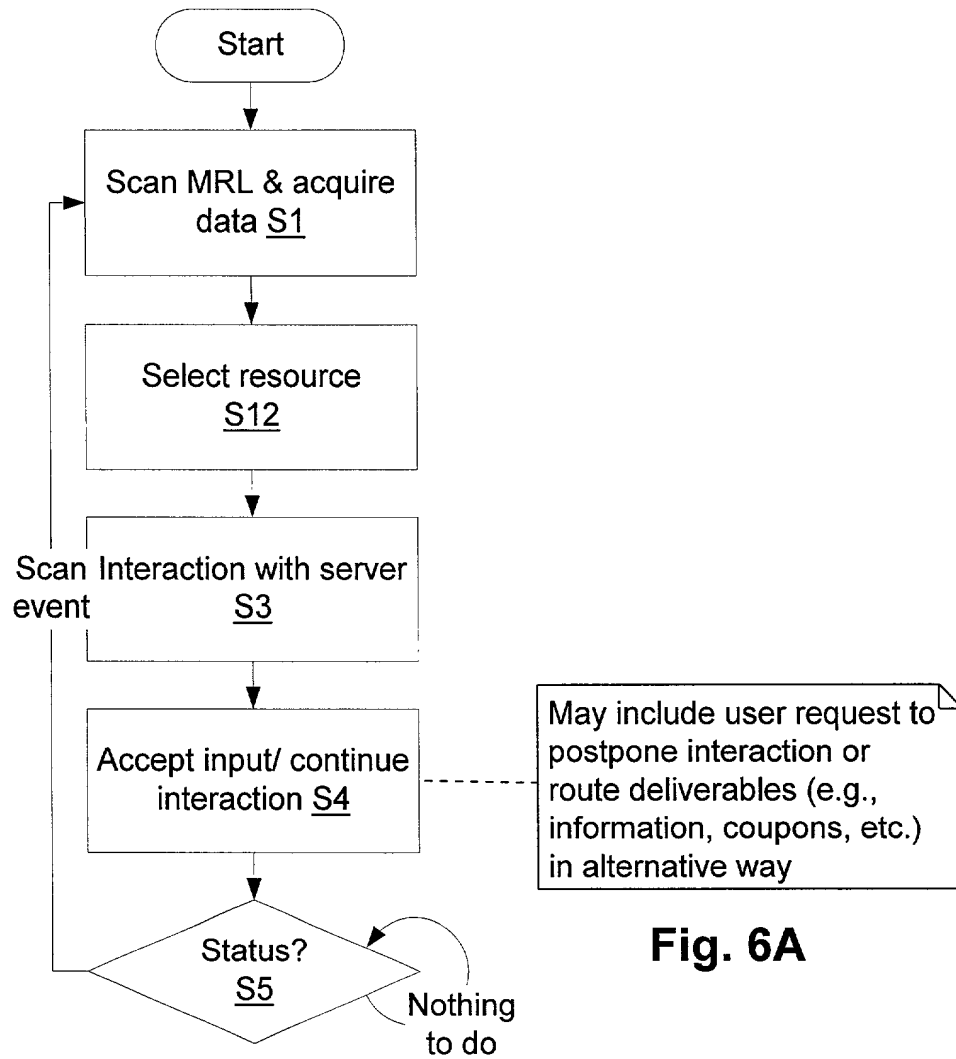 Start
Scan MRL & acquire
data S1
Select resource
S12
Scan
event
Interaction with server
S3
Accept input/ continue
interaction S4
May include user request to
postpone interaction or
route deliverables (e.g.,
information, coupons, etc.)
in alternative way
Status?
S5
Nothing
to do
Fig. 6A